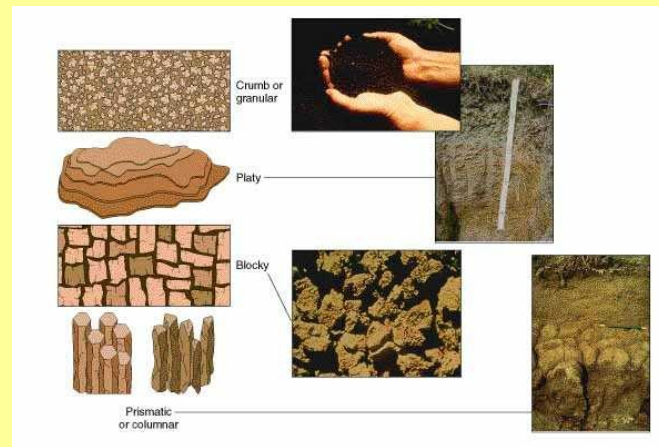 Crumb or
granular
Platy
Blocky
Prismatic
or columnar